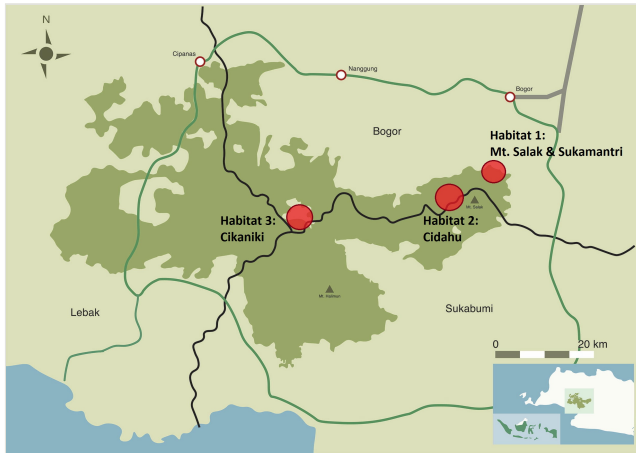 N
Cipanas
Nanggung
Bogor
Bogor
Habitat 1:
Mt. Salak & Sukamantri
Mt. Salak
Habitat 3:
Cikaniki
Habitat 2:
Cidahu
Mt. Halimun
Lebak
Sukabumi
0 20 km